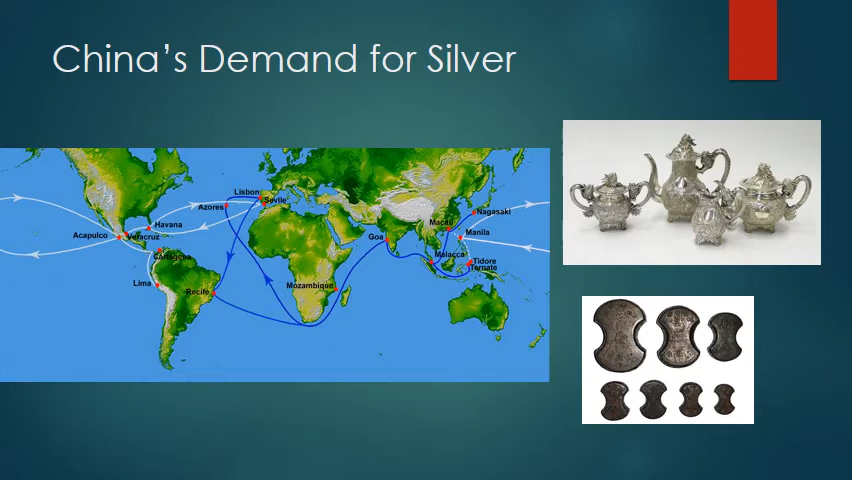 China's Demand for Silver
Lisbon
Sevile
Azores
Nagasaki
Havana
Macau
Acapulco
Veracruz
Manila
Goa
Cartagena
Malacca
Tidore
Ternate
Lima
Mozambique
Recife